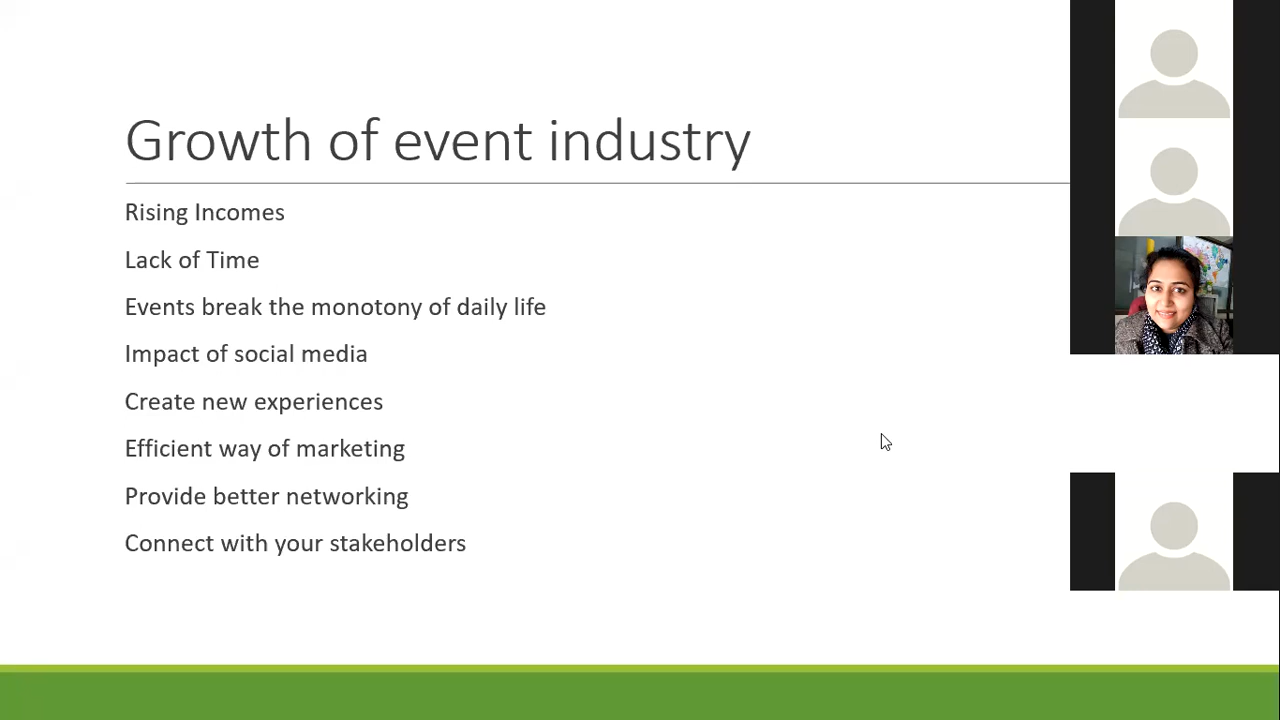 Growth of event industry
Rising Incomes
Lack of Time
Events break the monotony of daily life
Impact of social media
Create new experiences
Efficient way of marketing
Provide better networking
Connect with your stakeholders